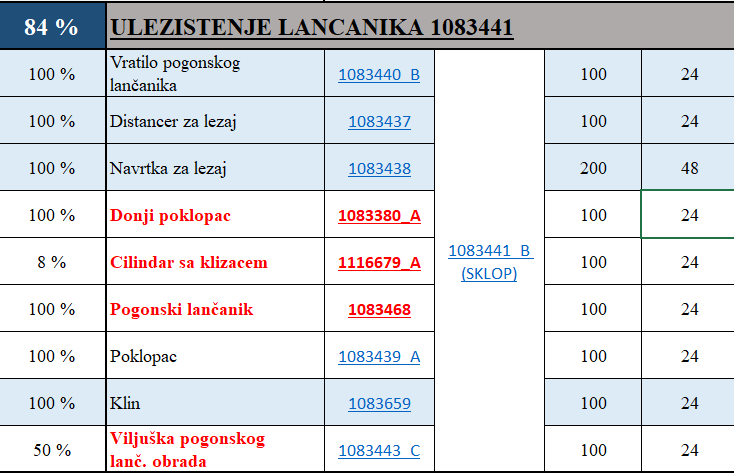 84 % ULEZISTENJE LANCANIKA 1083441
100 % Vratilo pogonskog lančanika 1083440_B 100 24
100 % Distancer za lezaj 1083437 100 24
100 % Navrtka za lezaj 1083438 200 48
100 % Donji poklopac 1083380_A 100 24
8 % Cilindar sa klizacem 1116679_A 1083441_B (SKLOP) 100 24
100 % Pogonski lančanik 1083468 100 24
100 % Poklopac 1083439_A 100 24
100 % Klin 1083659 100 24
50 % Viljuška pogonskog lanč. obrada 1083443_C 100 24